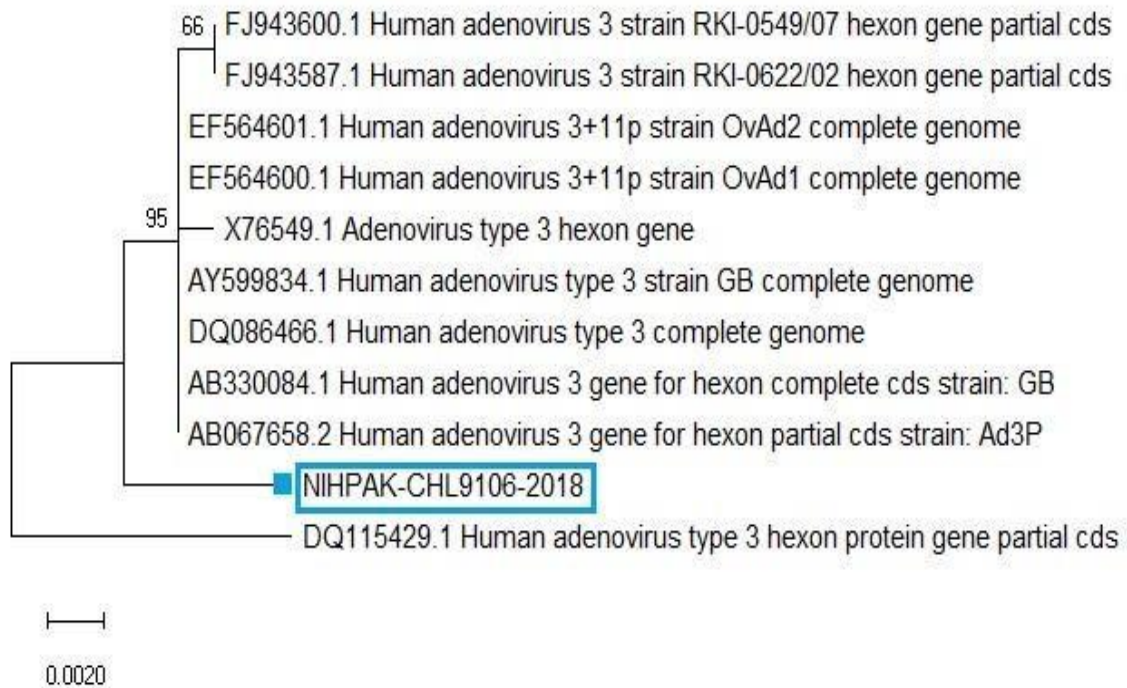 66
FJ943600.1 Human adenovirus 3 strain RKI-0549/07 hexon gene partial cds
FJ943587.1 Human adenovirus 3 strain RKI-0622/02 hexon gene partial cds
EF564601.1 Human adenovirus 3+11p strain OvAd2 complete genome
EF564600.1 Human adenovirus 3+11p strain OvAd1 complete genome
95
X76549.1 Adenovirus type 3 hexon gene
AY599834.1 Human adenovirus type 3 strain GB complete genome
DQ086466.1 Human adenovirus type 3 complete genome
AB330084.1 Human adenovirus 3 gene for hexon complete cds strain: GB
AB067658.2 Human adenovirus 3 gene for hexon partial cds strain: Ad3P
NIHPAK-CHL9106-2018
DQ115429.1 Human adenovirus type 3 hexon protein gene partial cds
0.0020